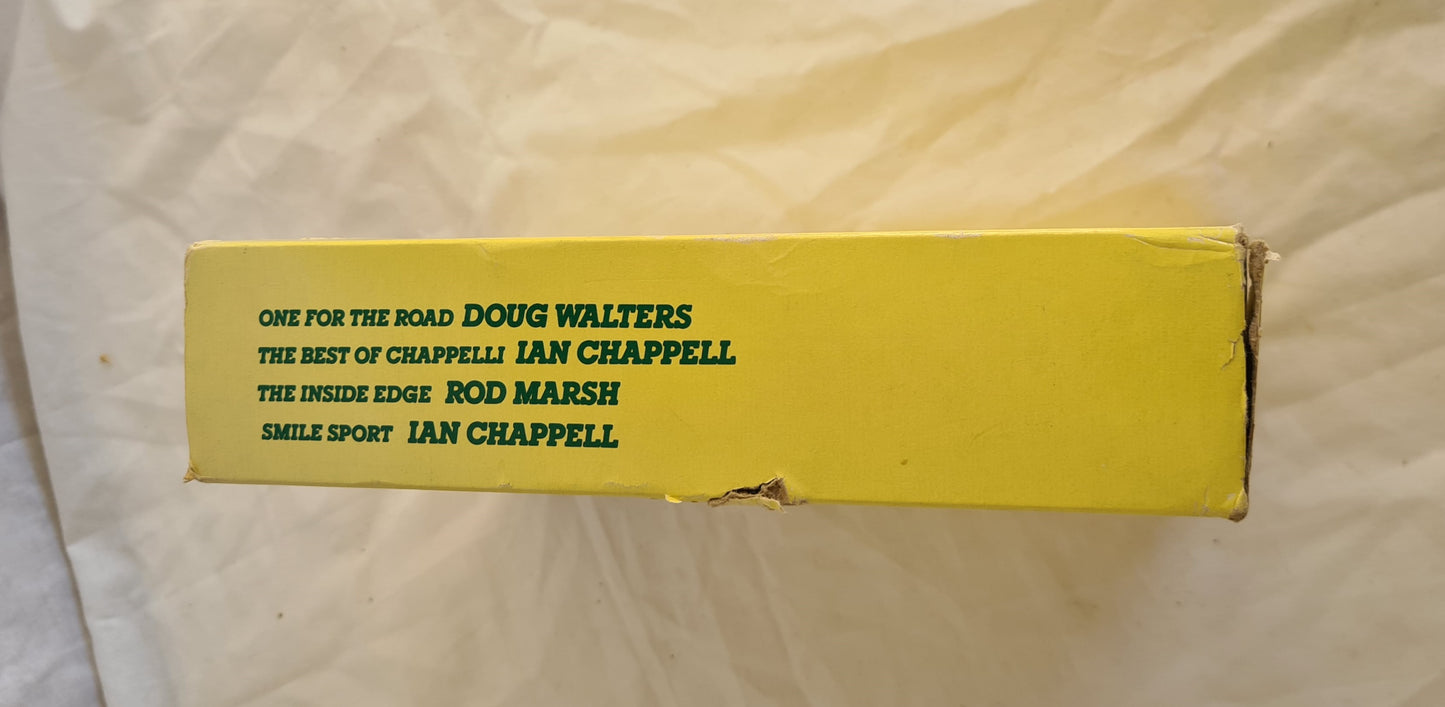 ONE FOR THE ROAD DOUG WALTERS
THE BEST OF CHAPPELLI IAN CHAPPELL
THE INSIDE EDGE ROD MARSH
SMILE SPORT IAN CHAPPELL